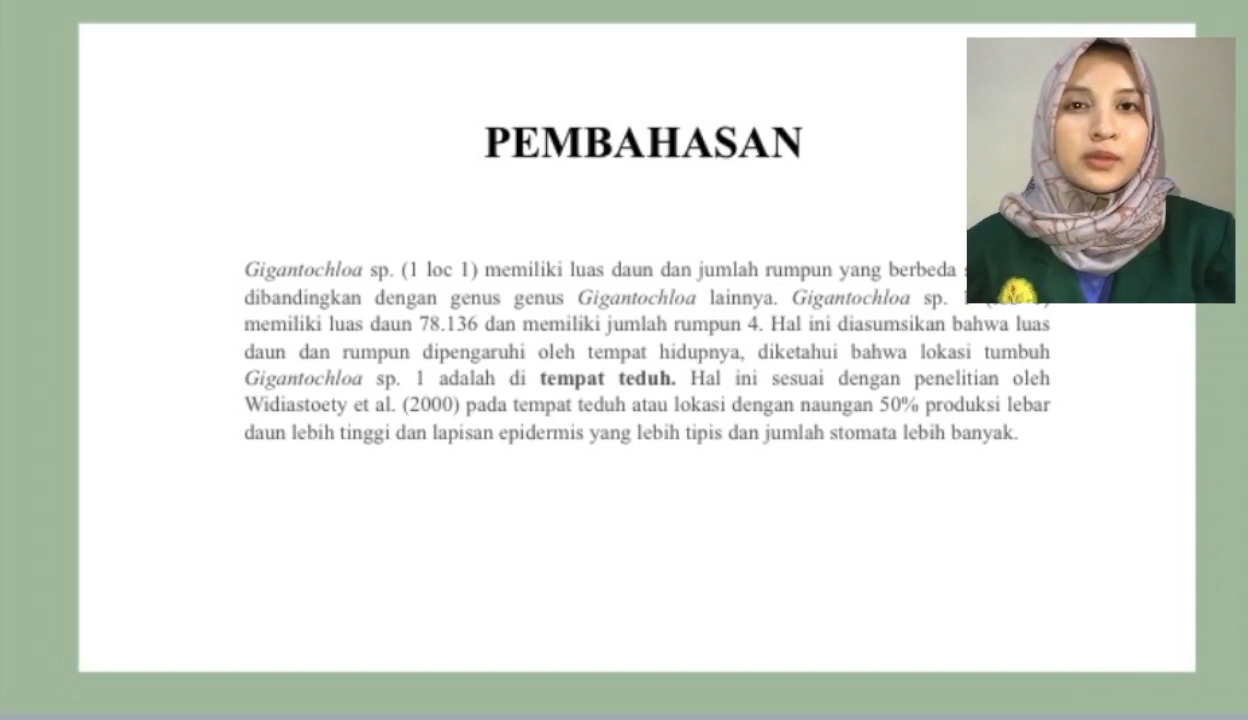 PEMBAHASAN
Gigantochloa sp. (1 loc 1) memiliki luas daun dan jumlah rumpun yang berbeda
dibandingkan dengan genus genus Gigantochloa lainnya. Gigantochloa sp.
memiliki luas daun 78.136 dan memiliki jumlah rumpun 4. Hal ini diasumsikan bahwa luas
daun dan rumpun dipengaruhi oleh tempat hidupnya, diketahui bahwa lokasi tumbuh
Gigantochloa sp. 1 adalah di tempat teduh. Hal ini sesuai dengan penelitian oleh
Widiastoety et al. (2000) pada tempat teduh atau lokasi dengan naungan 50% produksi lebar
daun lebih tinggi dan lapisan epidermis yang lebih tipis dan jumlah stomata lebih banyak.